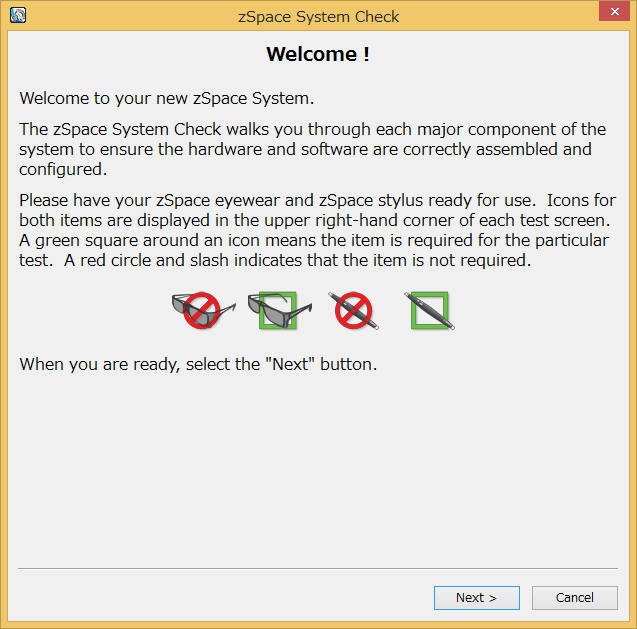 zSpace System Check
Welcome !
Welcome to your new zSpace System.
The zSpace System Check walks you through each major component of the
system to ensure the hardware and software are correctly assembled and
configured.
Please have your zSpace eyewear and zSpace stylus ready for use.  Icons for
both items are displayed in the upper right-hand corner of each test screen.
A green square around an icon means the item is required for the particular
test.  A red circle and slash indicates that the item is not required.
When you are ready, select the "Next" button.
Next >
Cancel